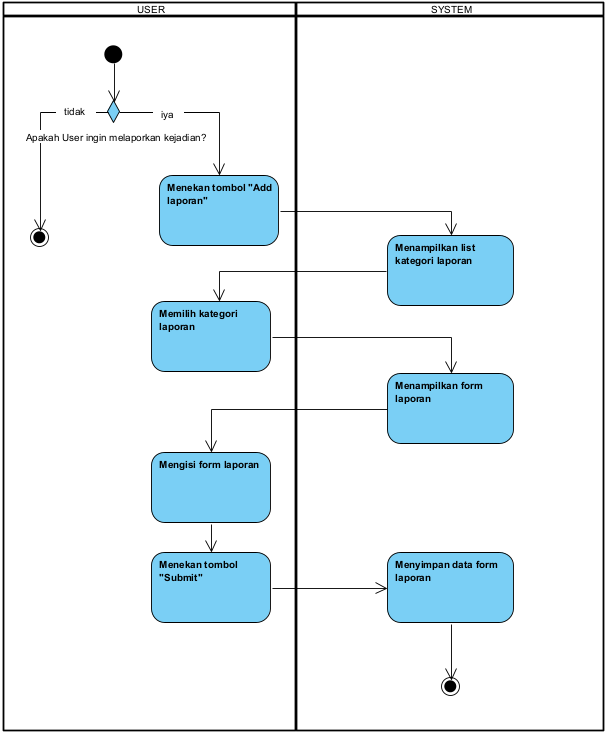 USER
SYSTEM
tidak
iya
Apakah User ingin melaporkan kejadian?
Menekan tombol "Add
laporan"
Menampilkan list
kategori laporan
Memilih kategori
laporan
Menampilkan form
laporan
Mengisi form laporan
Menekan tombol
"Submit"
Menyimpan data form
laporan